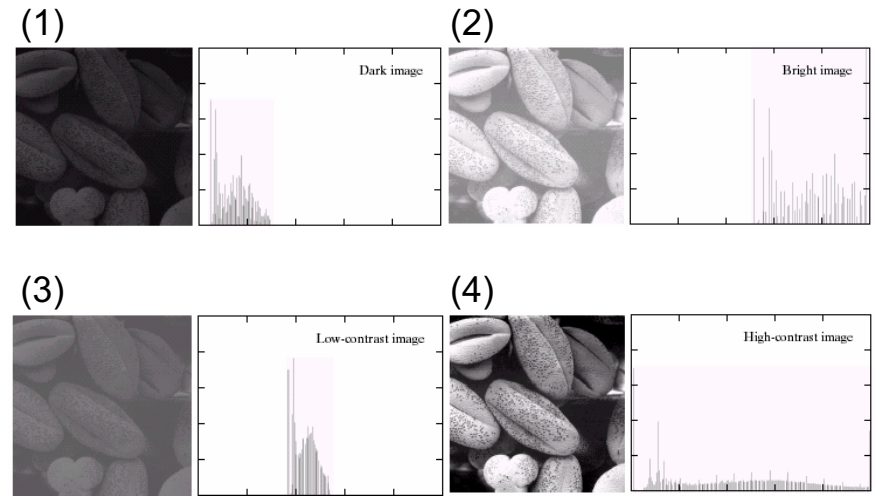 (1)
Dark image
(2)
Bright image
(3)
Low-contrast image
(4)
High-contrast image